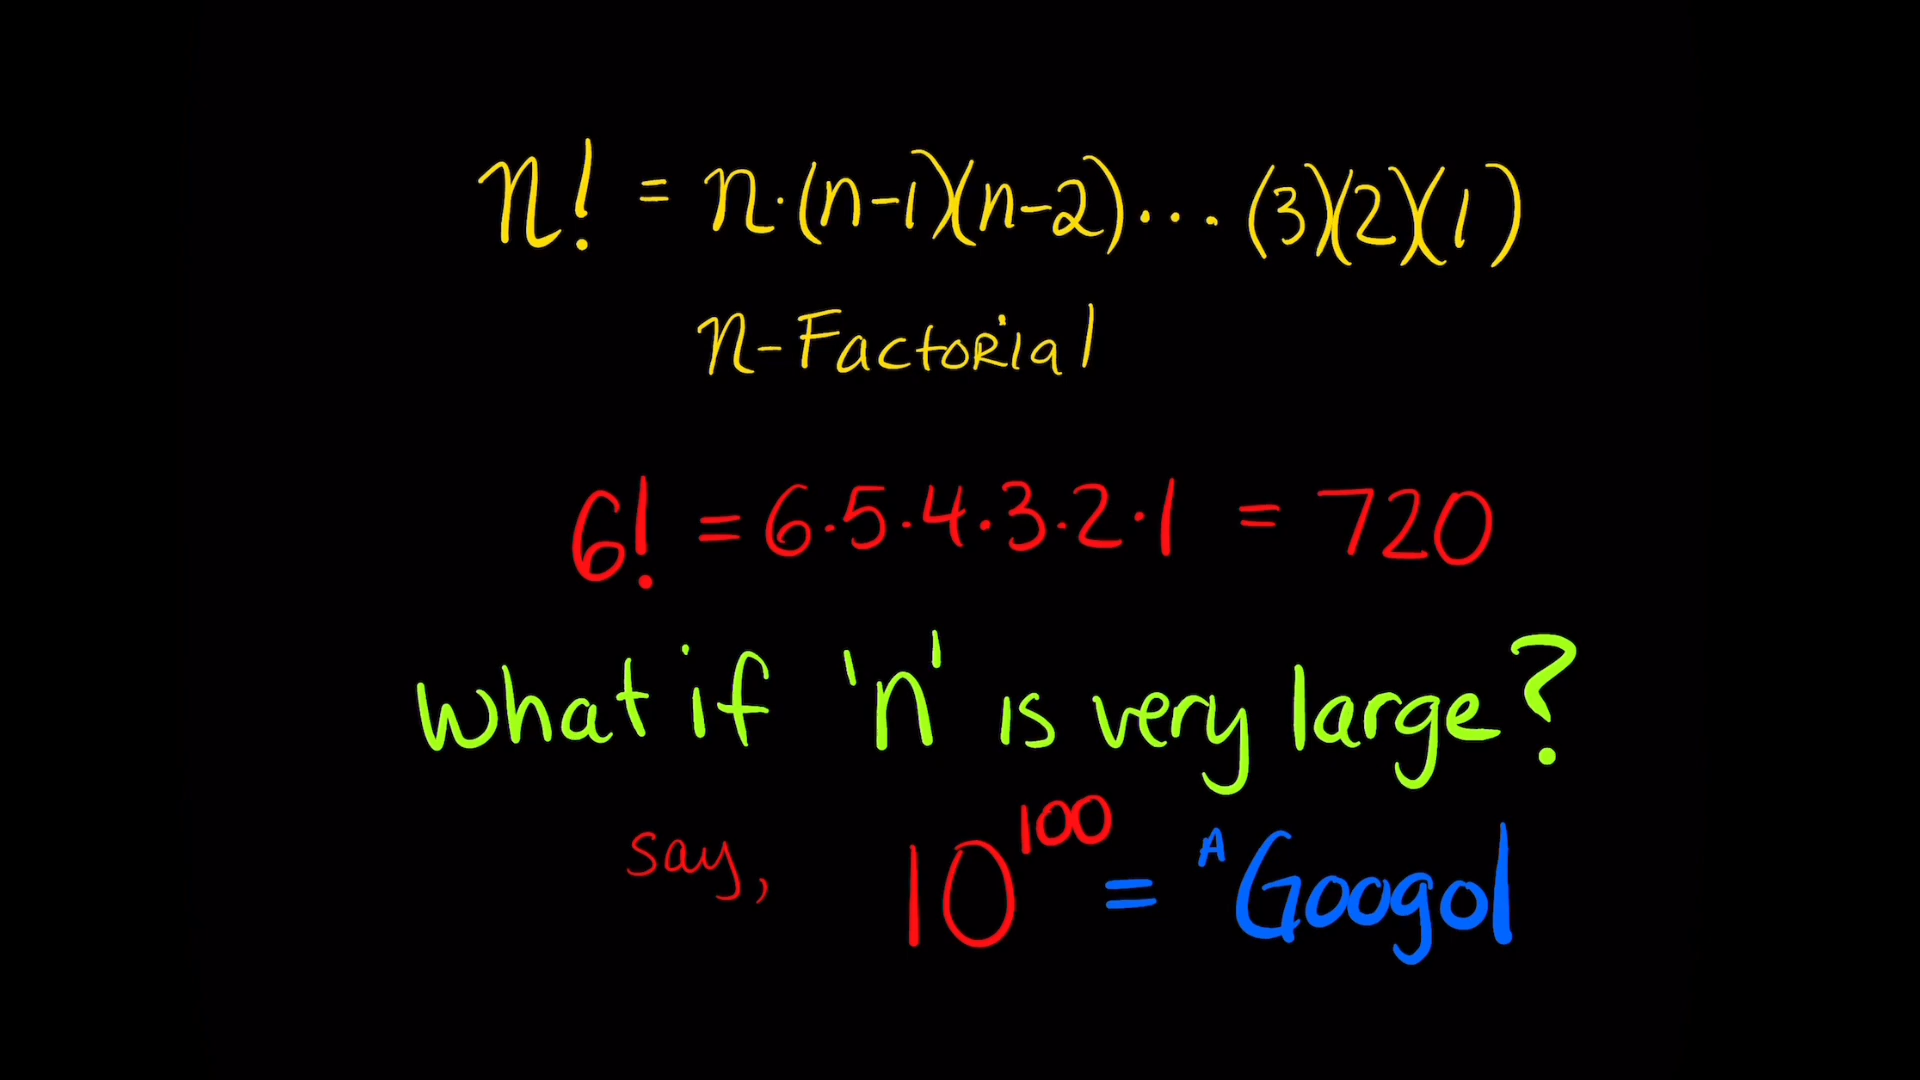 n! = n·(n-1)(n-2)··· (3)(2)(1)
n-Factorial
6! = 6·5·4·3·2·1 = 720
What if 'n' is very large?
say, 10^100 = A Googol